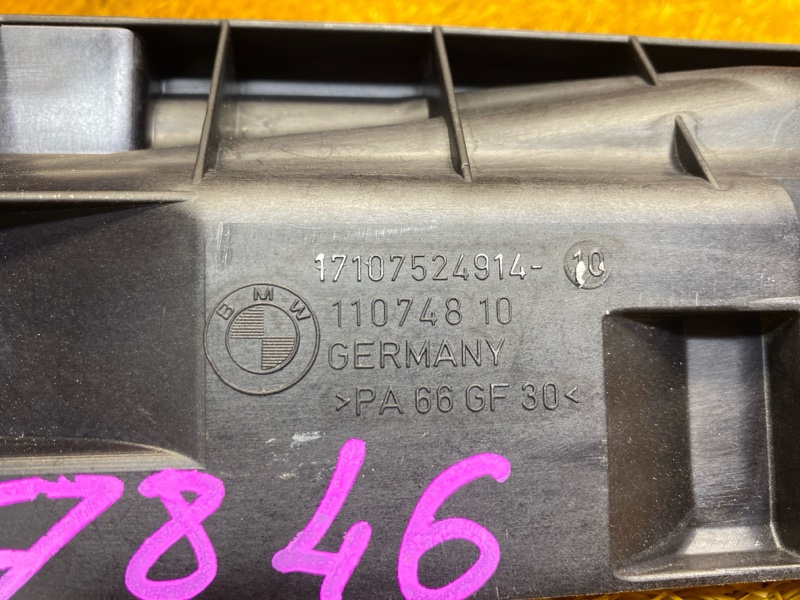 17107524914- 10
BMW
110748 10
GERMANY
>PA 66 GF 30<
7846